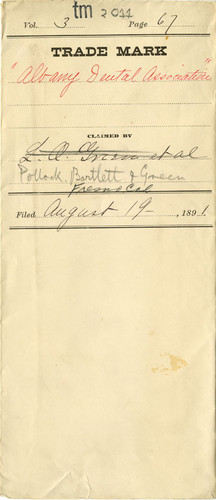 tm 2011
Vol. 3 Page 67
TRADE MARK
"Albany Dental Association"
CLAIMED BY
L. A. Green et al
Pollock, Bartlett & Green
Fresno Cal
Filed August 19 , 1891.